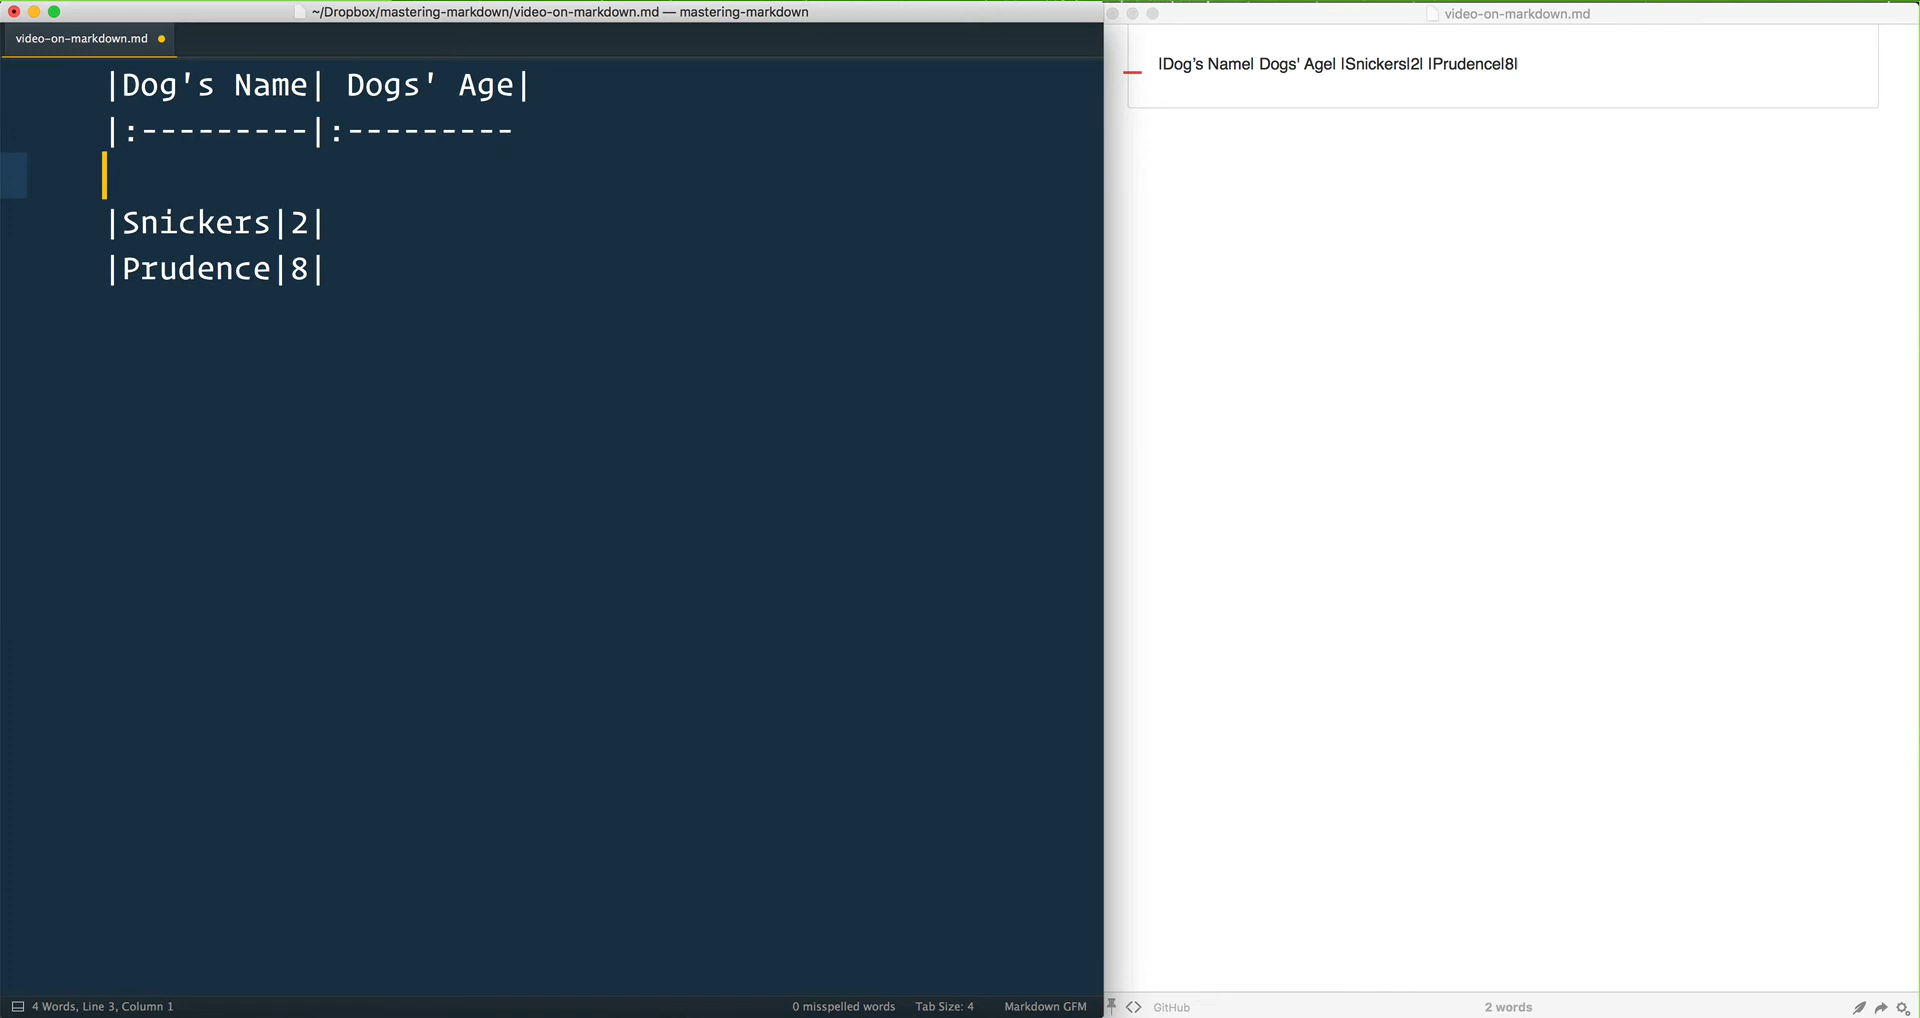 ~/Dropbox/mastering-markdown/video-on-markdown.md — mastering-markdown
video-on-markdown.md
|Dog's Name| Dogs' Age|
|:---------|:---------
|Snickers|2|
|Prudence|8|
4 Words, Line 3, Column 1
0 misspelled words
Tab Size: 4
Markdown GFM
video-on-markdown.md
|Dog’s Name| Dogs' Age| |Snickers|2| |Prudence|8|
GitHub
2 words